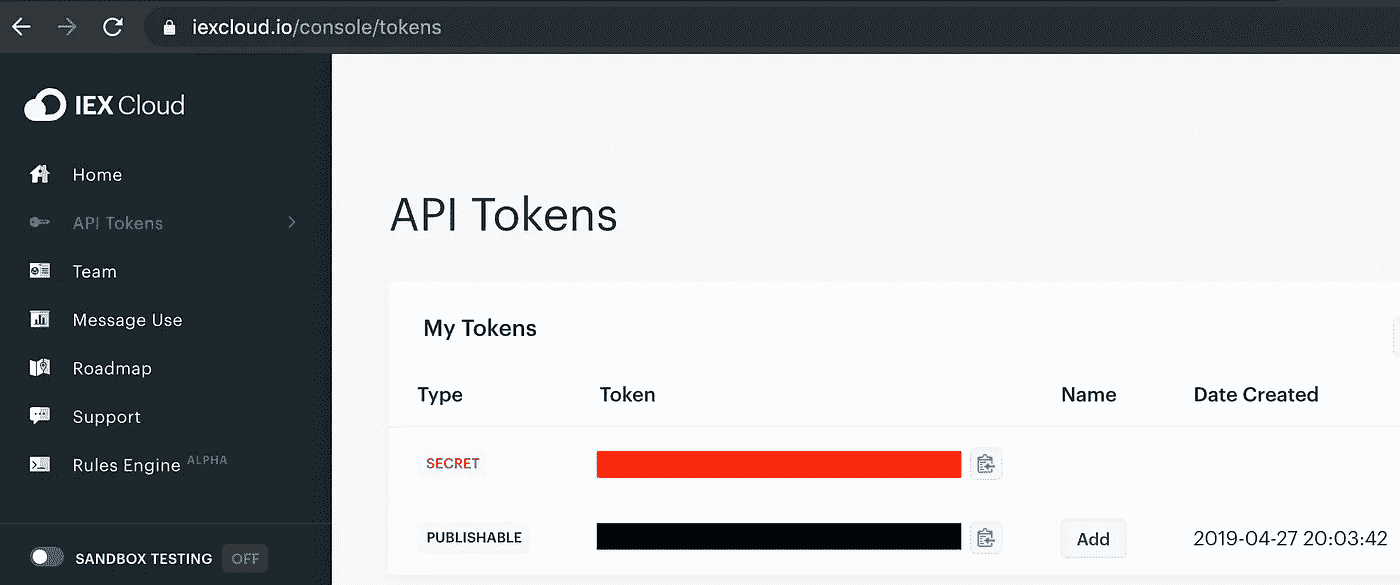 iexcloud.io/console/tokens
IEX Cloud
Home
API Tokens
Team
Message Use
Roadmap
Support
Rules Engine ALPHA
SANDBOX TESTING OFF
API Tokens
My Tokens
Type Token Name Date Created
SECRET
PUBLISHABLE Add 2019-04-27 20:03:42